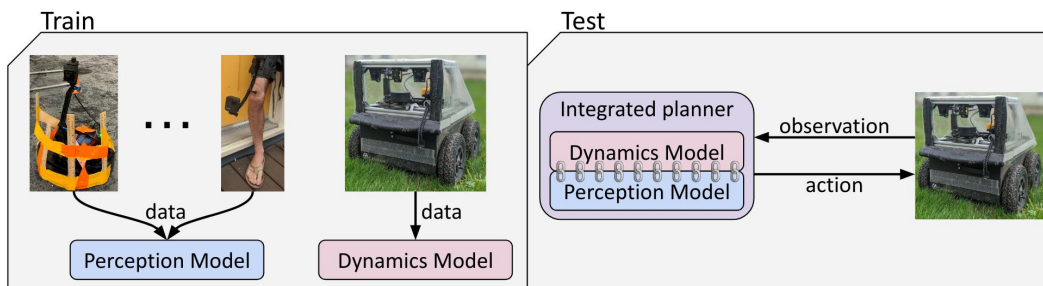 Train
data
data
Perception Model
Dynamics Model
Test
Integrated planner
Dynamics Model
Perception Model
observation
action